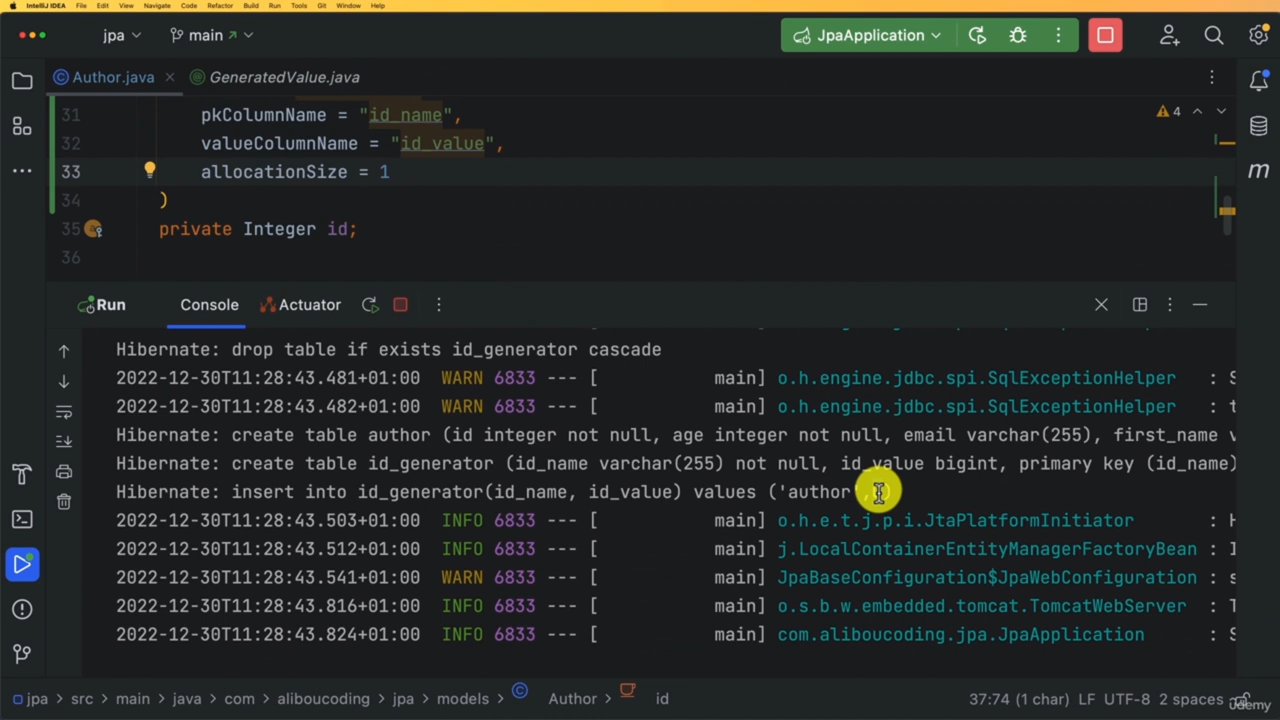 IntelliJ IDEA File Edit View Navigate Code Refactor Build Run Tools Git Window Help
jpa main JpaApplication
Author.java GeneratedValue.java
31 pkColumnName = "id_name", 4
32 valueColumnName = "id_value",
33 allocationSize = 1
34 )
35 private Integer id;
36
Run Console Actuator
Hibernate: drop table if exists id_generator cascade
2022-12-30T11:28:43.481+01:00 WARN 6833 --- [ main] o.h.engine.jdbc.spi.SqlExceptionHelper : S
2022-12-30T11:28:43.482+01:00 WARN 6833 --- [ main] o.h.engine.jdbc.spi.SqlExceptionHelper : t
Hibernate: create table author (id integer not null, age integer not null, email varchar(255), first_name v
Hibernate: create table id_generator (id_name varchar(255) not null, id_value bigint, primary key (id_name)
Hibernate: insert into id_generator(id_name, id_value) values ('author',
2022-12-30T11:28:43.503+01:00 INFO 6833 --- [ main] o.h.e.t.j.p.i.JtaPlatformInitiator : H
2022-12-30T11:28:43.512+01:00 INFO 6833 --- [ main] j.LocalContainerEntityManagerFactoryBean : I
2022-12-30T11:28:43.541+01:00 WARN 6833 --- [ main] JpaBaseConfiguration$JpaWebConfiguration : s
2022-12-30T11:28:43.816+01:00 INFO 6833 --- [ main] o.s.b.w.embedded.tomcat.TomcatWebServer : T
2022-12-30T11:28:43.824+01:00 INFO 6833 --- [ main] com.aliboucoding.jpa.JpaApplication : S
jpa > src > main > java > com > aliboucoding > jpa > models > Author > id 37:74 (1 char) LF UTF-8 2 spaces
udemy